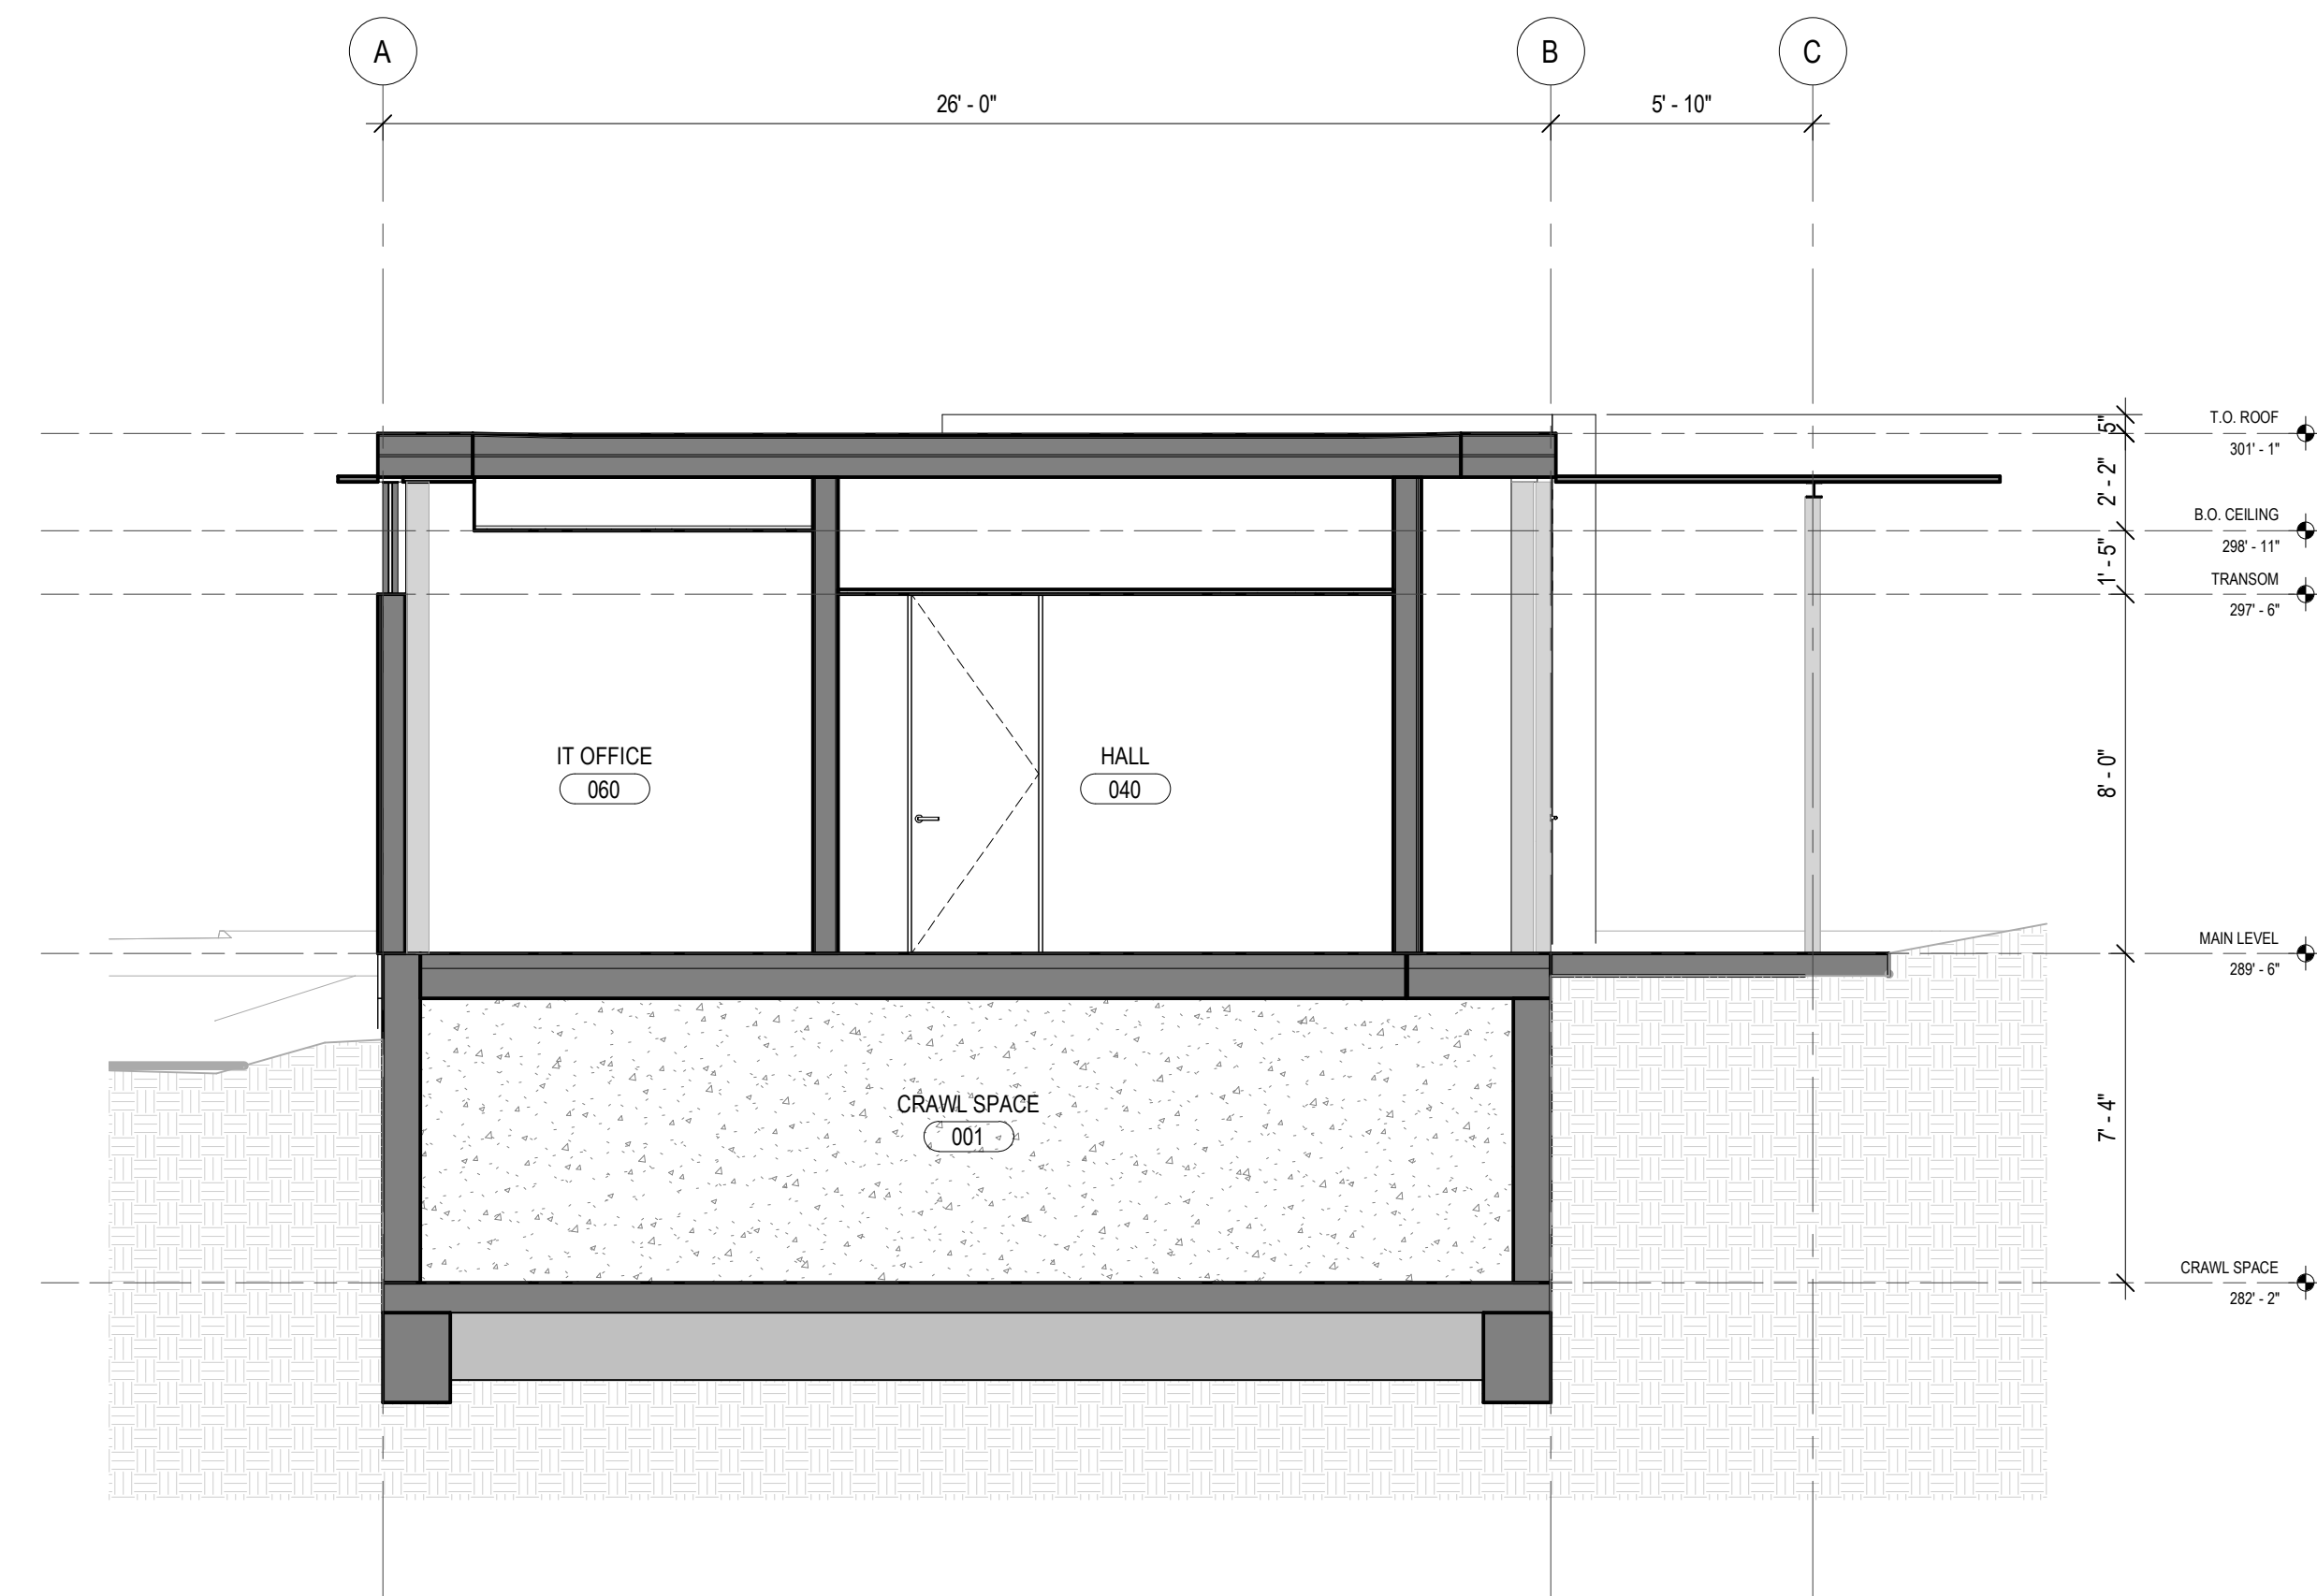 A
B
C
26' - 0"
5' - 10"
5"
T.O. ROOF
301' - 1"
2' - 2"
B.O. CEILING
298' - 11"
1' - 5"
TRANSOM
297' - 6"
IT OFFICE
060
HALL
040
8' - 0"
MAIN LEVEL
289' - 6"
CRAWL SPACE
001
7' - 4"
CRAWL SPACE
282' - 2"